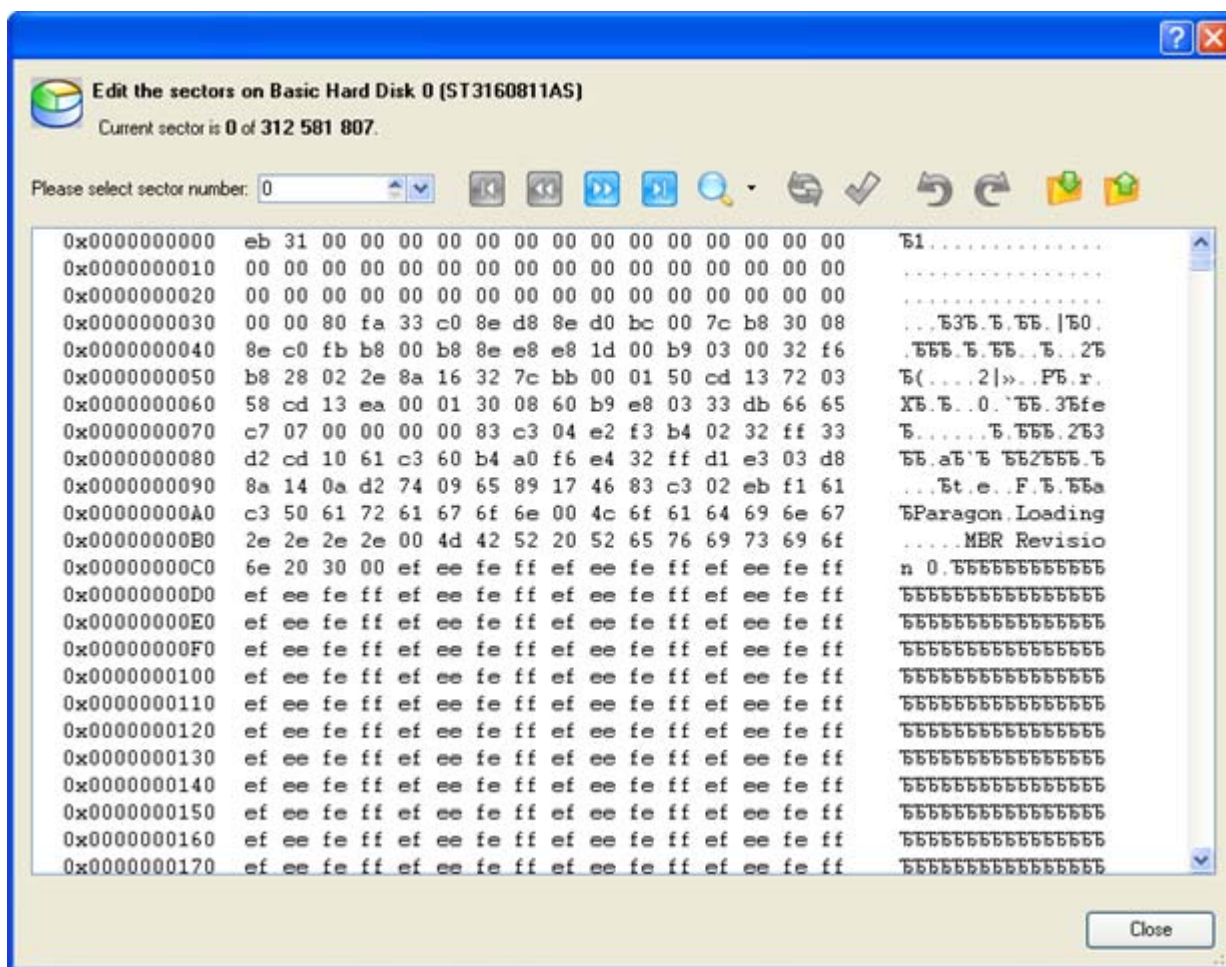 Edit the sectors on Basic Hard Disk 0 (ST3160811AS)
Current sector is 0 of 312 581 807.
Please select sector number: 0
0x0000000000 eb 31 00 00 00 00 00 00 00 00 00 00 00 00 00 00 Ђ1..............
0x0000000010 00 00 00 00 00 00 00 00 00 00 00 00 00 00 00 00 ................
0x0000000020 00 00 00 00 00 00 00 00 00 00 00 00 00 00 00 00 ................
0x0000000030 00 00 80 fa 33 c0 8e d8 8e d0 bc 00 7c b8 30 08 ...Ђ3Ђ.Ђ.ЂЂ.|Ђ0.
0x0000000040 8e c0 fb b8 00 b8 8e e8 e8 1d 00 b9 03 00 32 f6 .ЂЂЂ.Ђ.ЂЂ..Ђ..2Ђ
0x0000000050 b8 28 02 2e 8a 16 32 7c bb 00 01 50 cd 13 72 03 Ђ(....2|»..PЂ.r.
0x0000000060 58 cd 13 ea 00 01 30 08 60 b9 e8 03 33 db 66 65 XЂ.Ђ..0.`ЂЂ.3Ђfe
0x0000000070 c7 07 00 00 00 00 83 c3 04 e2 f3 b4 02 32 ff 33 Ђ......Ђ.ЂЂЂ.2Ђ3
0x0000000080 d2 cd 10 61 c3 60 b4 a0 f6 e4 32 ff d1 e3 03 d8 ЂЂ.aЂ`Ђ ЂЂ2ЂЂЂ.Ђ
0x0000000090 8a 14 0a d2 74 09 65 89 17 46 83 c3 02 eb f1 61 ...Ђt.e..F.Ђ.ЂЂa
0x00000000A0 c3 50 61 72 61 67 6f 6e 00 4c 6f 61 64 69 6e 67 ЂParagon.Loading
0x00000000B0 2e 2e 2e 2e 00 4d 42 52 20 52 65 76 69 73 69 6f .....MBR Revisio
0x00000000C0 6e 20 30 00 ef ee fe ff ef ee fe ff ef ee fe ff n 0.ЂЂЂЂЂЂЂЂЂЂЂЂ
0x00000000D0 ef ee fe ff ef ee fe ff ef ee fe ff ef ee fe ff ЂЂЂЂЂЂЂЂЂЂЂЂЂЂЂЂ
0x00000000E0 ef ee fe ff ef ee fe ff ef ee fe ff ef ee fe ff ЂЂЂЂЂЂЂЂЂЂЂЂЂЂЂЂ
0x00000000F0 ef ee fe ff ef ee fe ff ef ee fe ff ef ee fe ff ЂЂЂЂЂЂЂЂЂЂЂЂЂЂЂЂ
0x0000000100 ef ee fe ff ef ee fe ff ef ee fe ff ef ee fe ff ЂЂЂЂЂЂЂЂЂЂЂЂЂЂЂЂ
0x0000000110 ef ee fe ff ef ee fe ff ef ee fe ff ef ee fe ff ЂЂЂЂЂЂЂЂЂЂЂЂЂЂЂЂ
0x0000000120 ef ee fe ff ef ee fe ff ef ee fe ff ef ee fe ff ЂЂЂЂЂЂЂЂЂЂЂЂЂЂЂЂ
0x0000000130 ef ee fe ff ef ee fe ff ef ee fe ff ef ee fe ff ЂЂЂЂЂЂЂЂЂЂЂЂЂЂЂЂ
0x0000000140 ef ee fe ff ef ee fe ff ef ee fe ff ef ee fe ff ЂЂЂЂЂЂЂЂЂЂЂЂЂЂЂЂ
0x0000000150 ef ee fe ff ef ee fe ff ef ee fe ff ef ee fe ff ЂЂЂЂЂЂЂЂЂЂЂЂЂЂЂЂ
0x0000000160 ef ee fe ff ef ee fe ff ef ee fe ff ef ee fe ff ЂЂЂЂЂЂЂЂЂЂЂЂЂЂЂЂ
0x0000000170 ef ee fe ff ef ee fe ff ef ee fe ff ef ee fe ff ЂЂЂЂЂЂЂЂЂЂЂЂЂЂЂЂ
Close